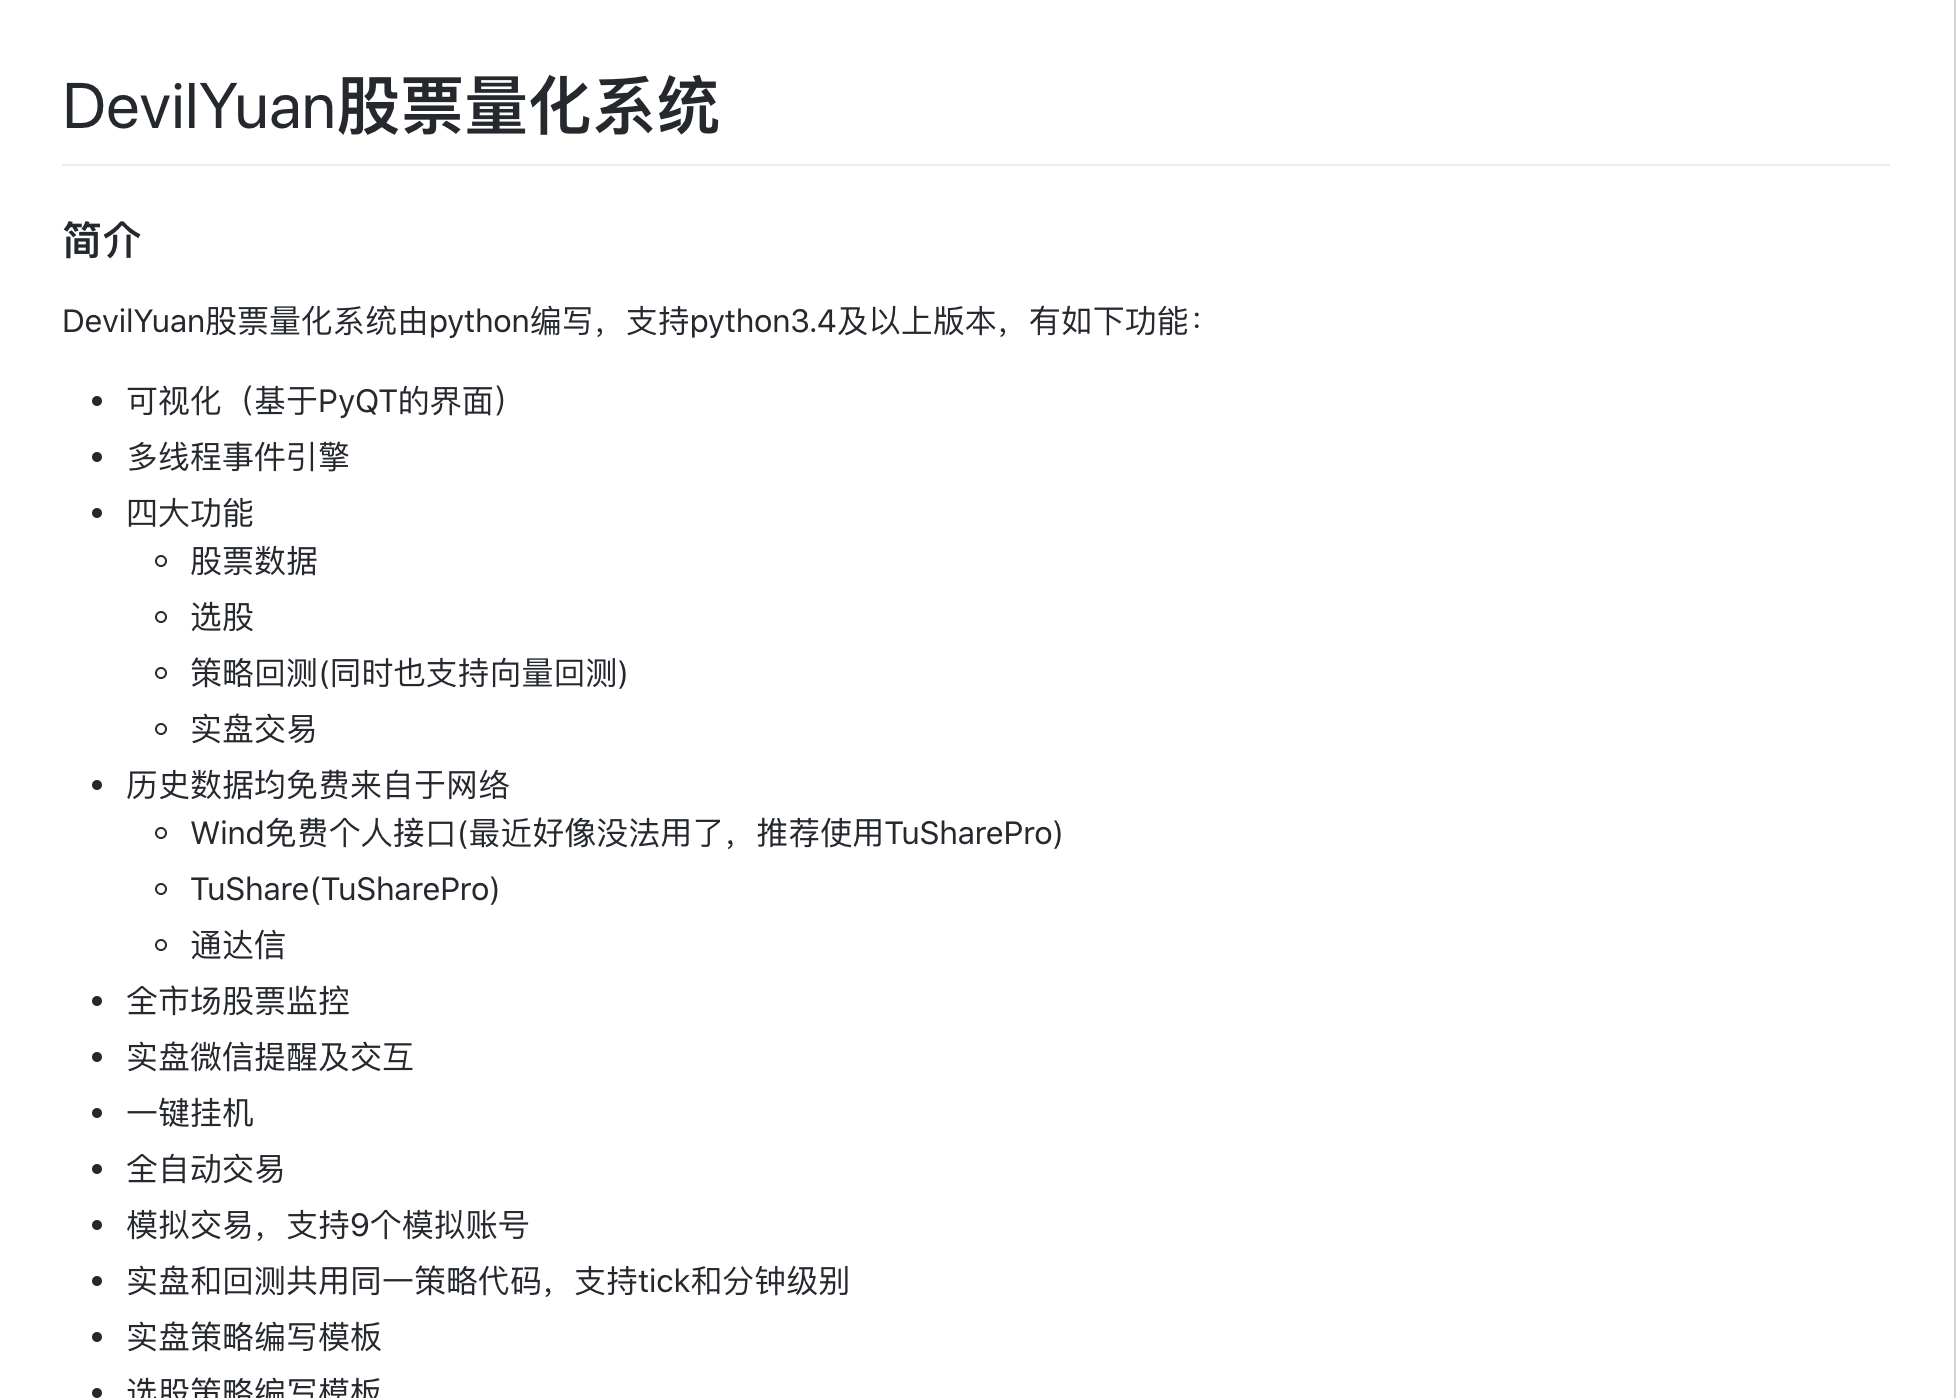 DevilYuan股票量化系统
简介
DevilYuan股票量化系统由python编写，支持python3.4及以上版本，有如下功能：
可视化（基于PyQT的界面）
多线程事件引擎
四大功能
股票数据
选股
策略回测(同时也支持向量回测)
实盘交易
历史数据均免费来自于网络
Wind免费个人接口(最近好像没法用了，推荐使用TuSharePro)
TuShare(TuSharePro)
通达信
全市场股票监控
实盘微信提醒及交互
一键挂机
全自动交易
模拟交易，支持9个模拟账号
实盘和回测共用同一策略代码，支持tick和分钟级别
实盘策略编写模板
选股策略编写模板